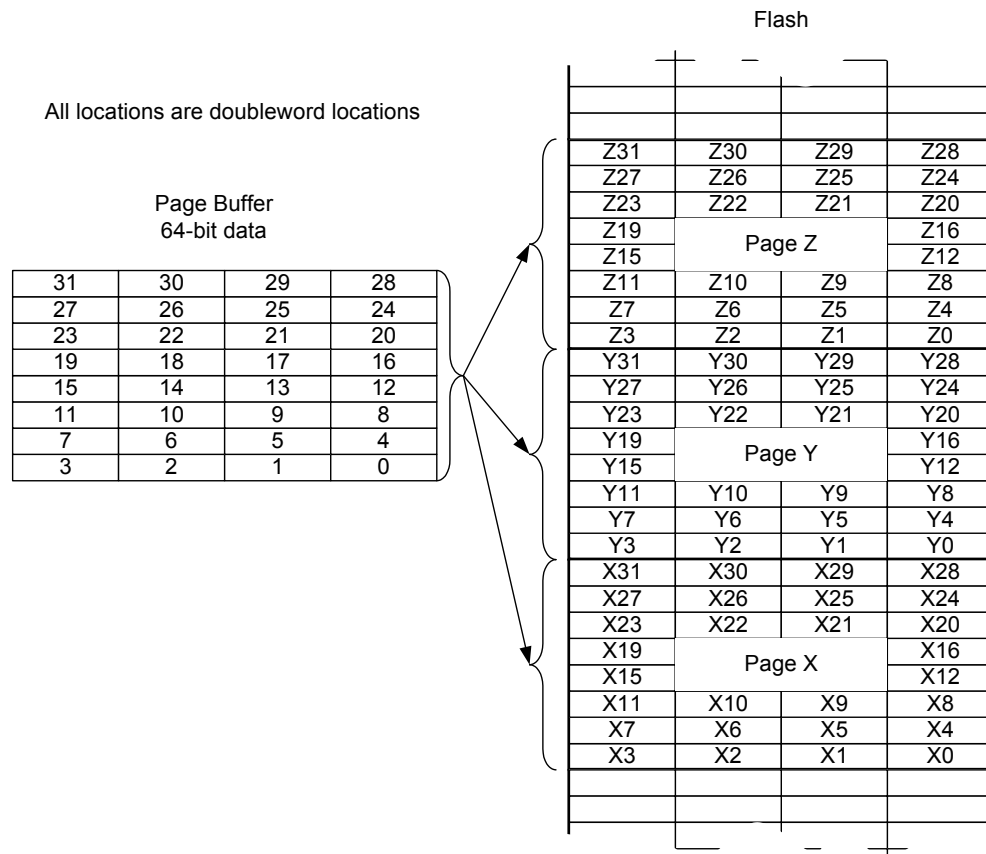 Flash
All locations are doubleword locations
Page Buffer
64-bit data
31 30 29 28
27 26 25 24
23 22 21 20
19 18 17 16
15 14 13 12
11 10 9 8
7 6 5 4
3 2 1 0
Z31 Z30 Z29 Z28
Z27 Z26 Z25 Z24
Z23 Z22 Z21 Z20
Z19 Z16
Page Z
Z15 Z12
Z11 Z10 Z9 Z8
Z7 Z6 Z5 Z4
Z3 Z2 Z1 Z0
Y31 Y30 Y29 Y28
Y27 Y26 Y25 Y24
Y23 Y22 Y21 Y20
Y19 Y16
Page Y
Y15 Y12
Y11 Y10 Y9 Y8
Y7 Y6 Y5 Y4
Y3 Y2 Y1 Y0
X31 X30 X29 X28
X27 X26 X25 X24
X23 X22 X21 X20
X19 X16
Page X
X15 X12
X11 X10 X9 X8
X7 X6 X5 X4
X3 X2 X1 X0